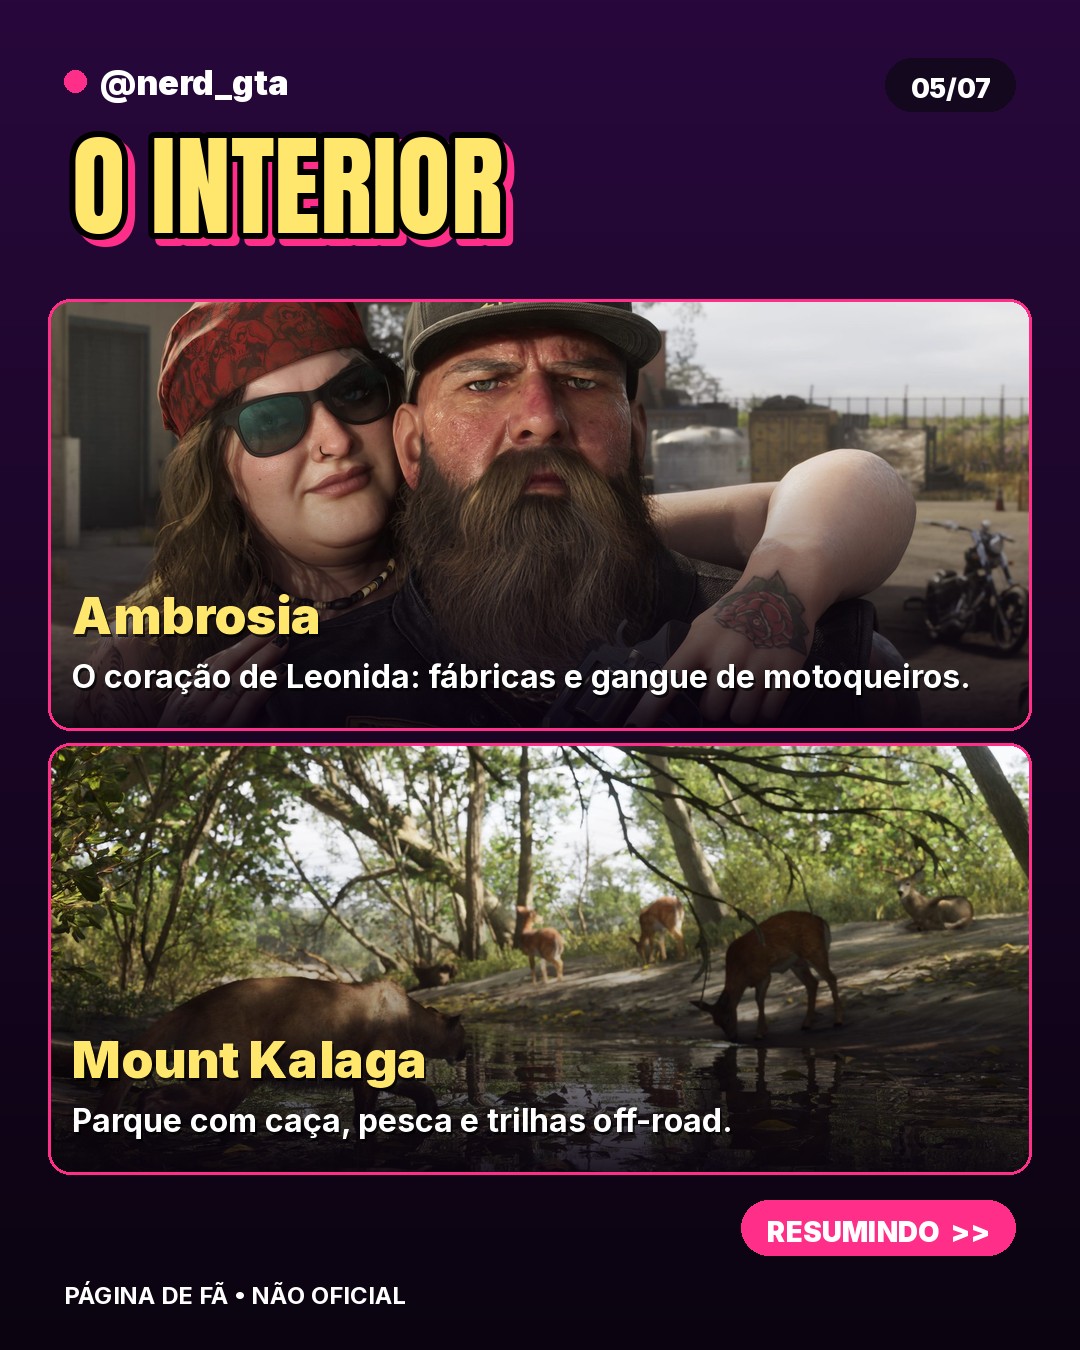 @nerd_gta
05/07
O INTERIOR
Ambrosia
O coração de Leonida: fábricas e gangue de motoqueiros.
Mount Kalaga
Parque com caça, pesca e trilhas off-road.
RESUMINDO >>
PÁGINA DE FÃ • NÃO OFICIAL